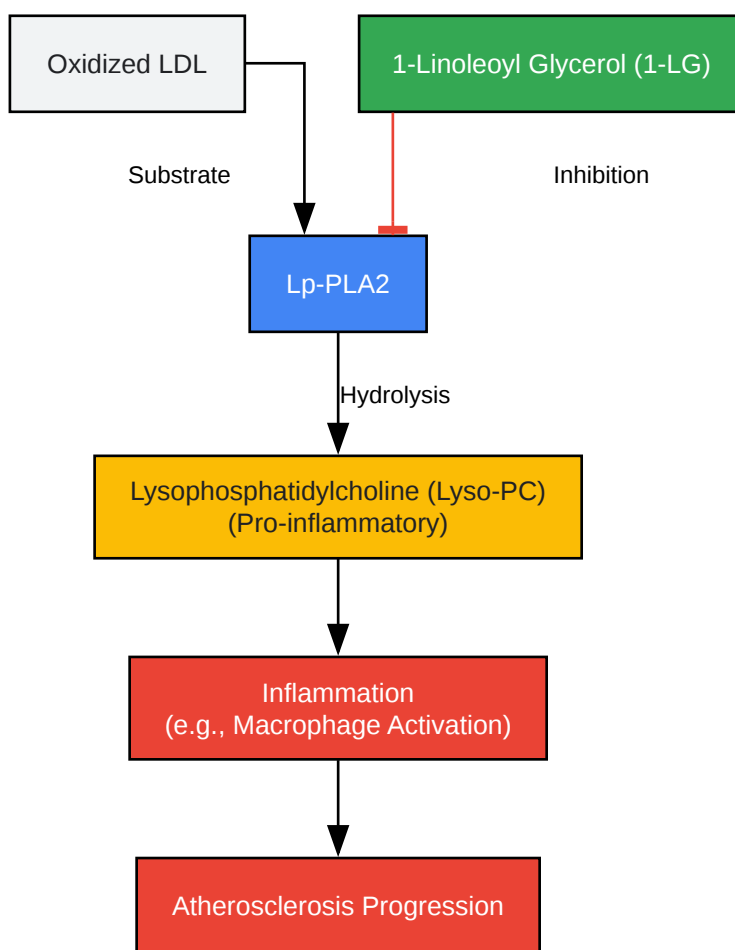 Oxidized LDL
1-Linoleoyl Glycerol (1-LG)
Substrate
Inhibition
Lp-PLA2
Hydrolysis
Lysophosphatidylcholine (Lyso-PC)
(Pro-inflammatory)
Inflammation
(e.g., Macrophage Activation)
Atherosclerosis Progression